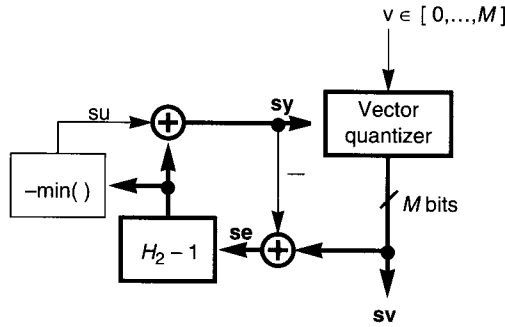 v ∈ [ 0,...,M ]
su
sy
Vector
quantizer
–min( )
—
M bits
se
H₂ – 1
sv